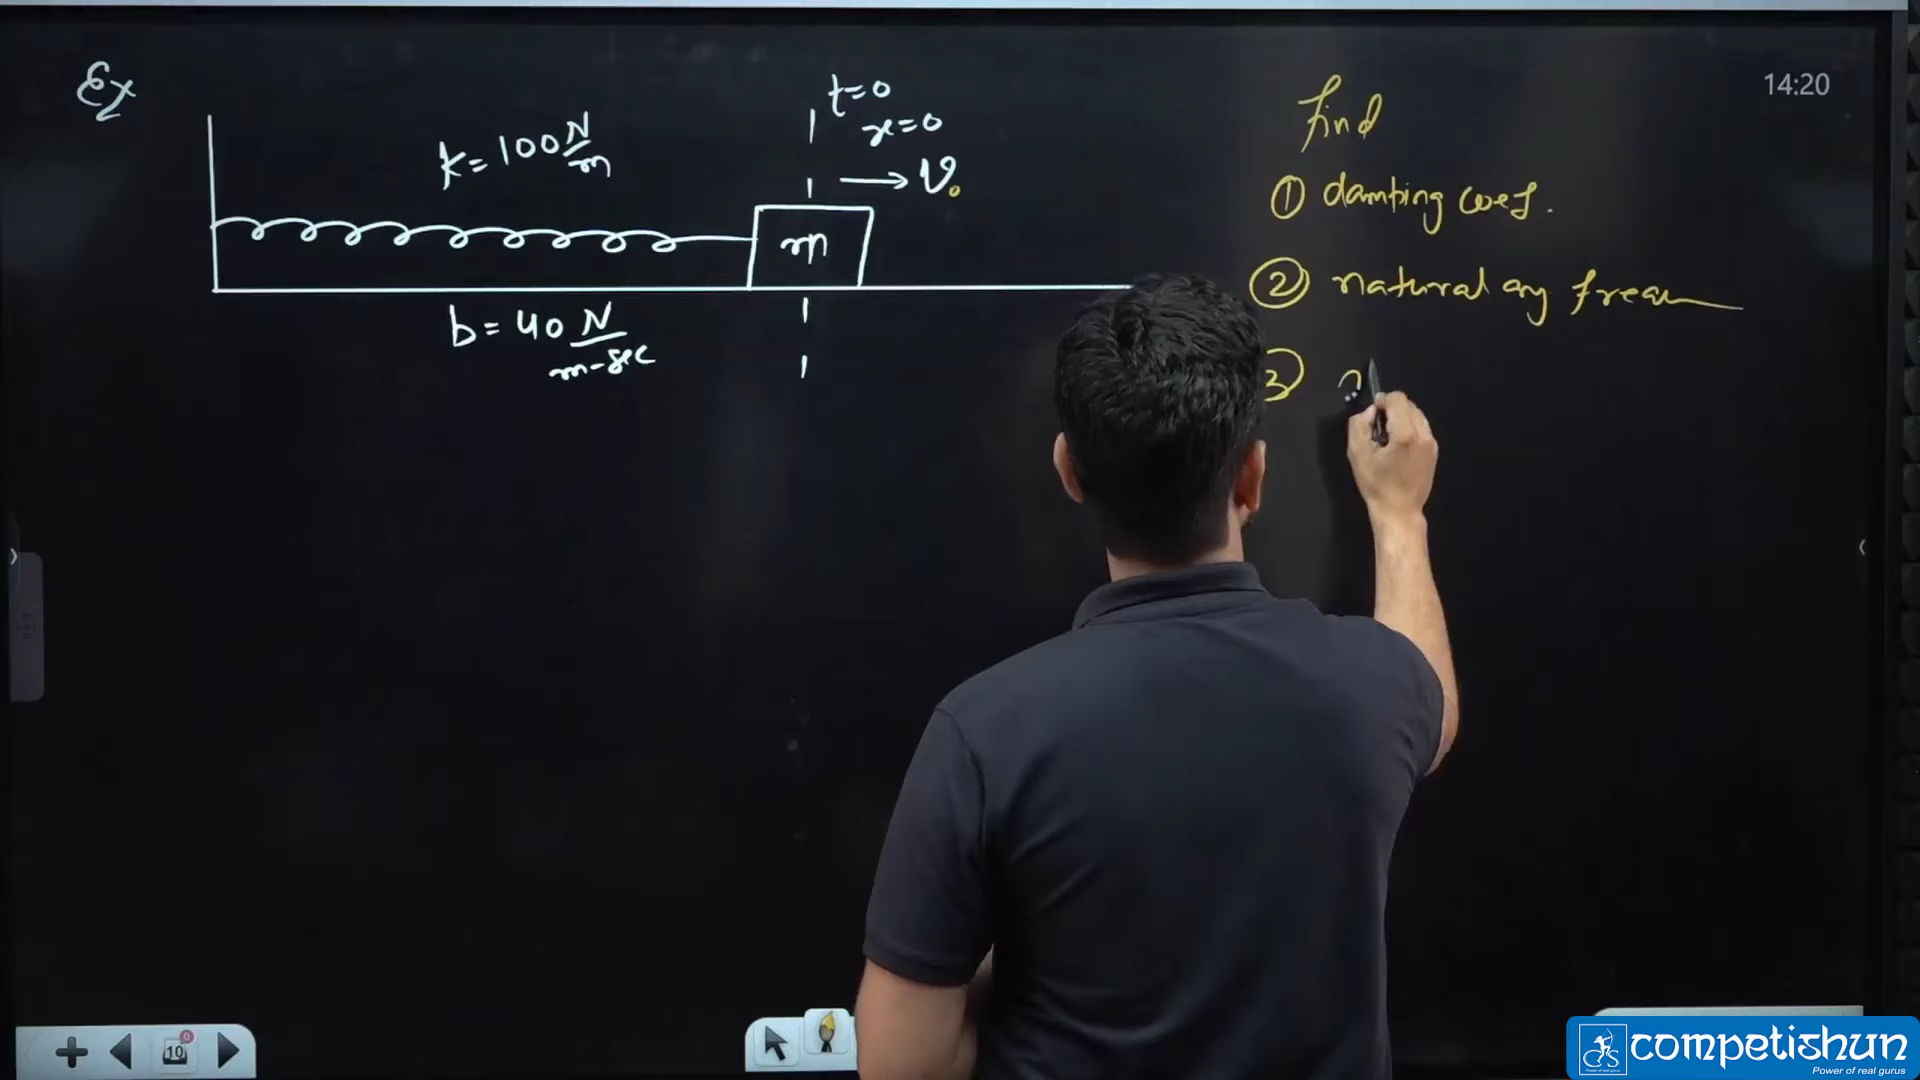 Ex
t=0
x=0
14:20
k=100 N/m
→ V₀
m
b=40 N/m-sec
find
① damping coef.
② natural ang frequ
3
10
0
competishun
Power of real gurus